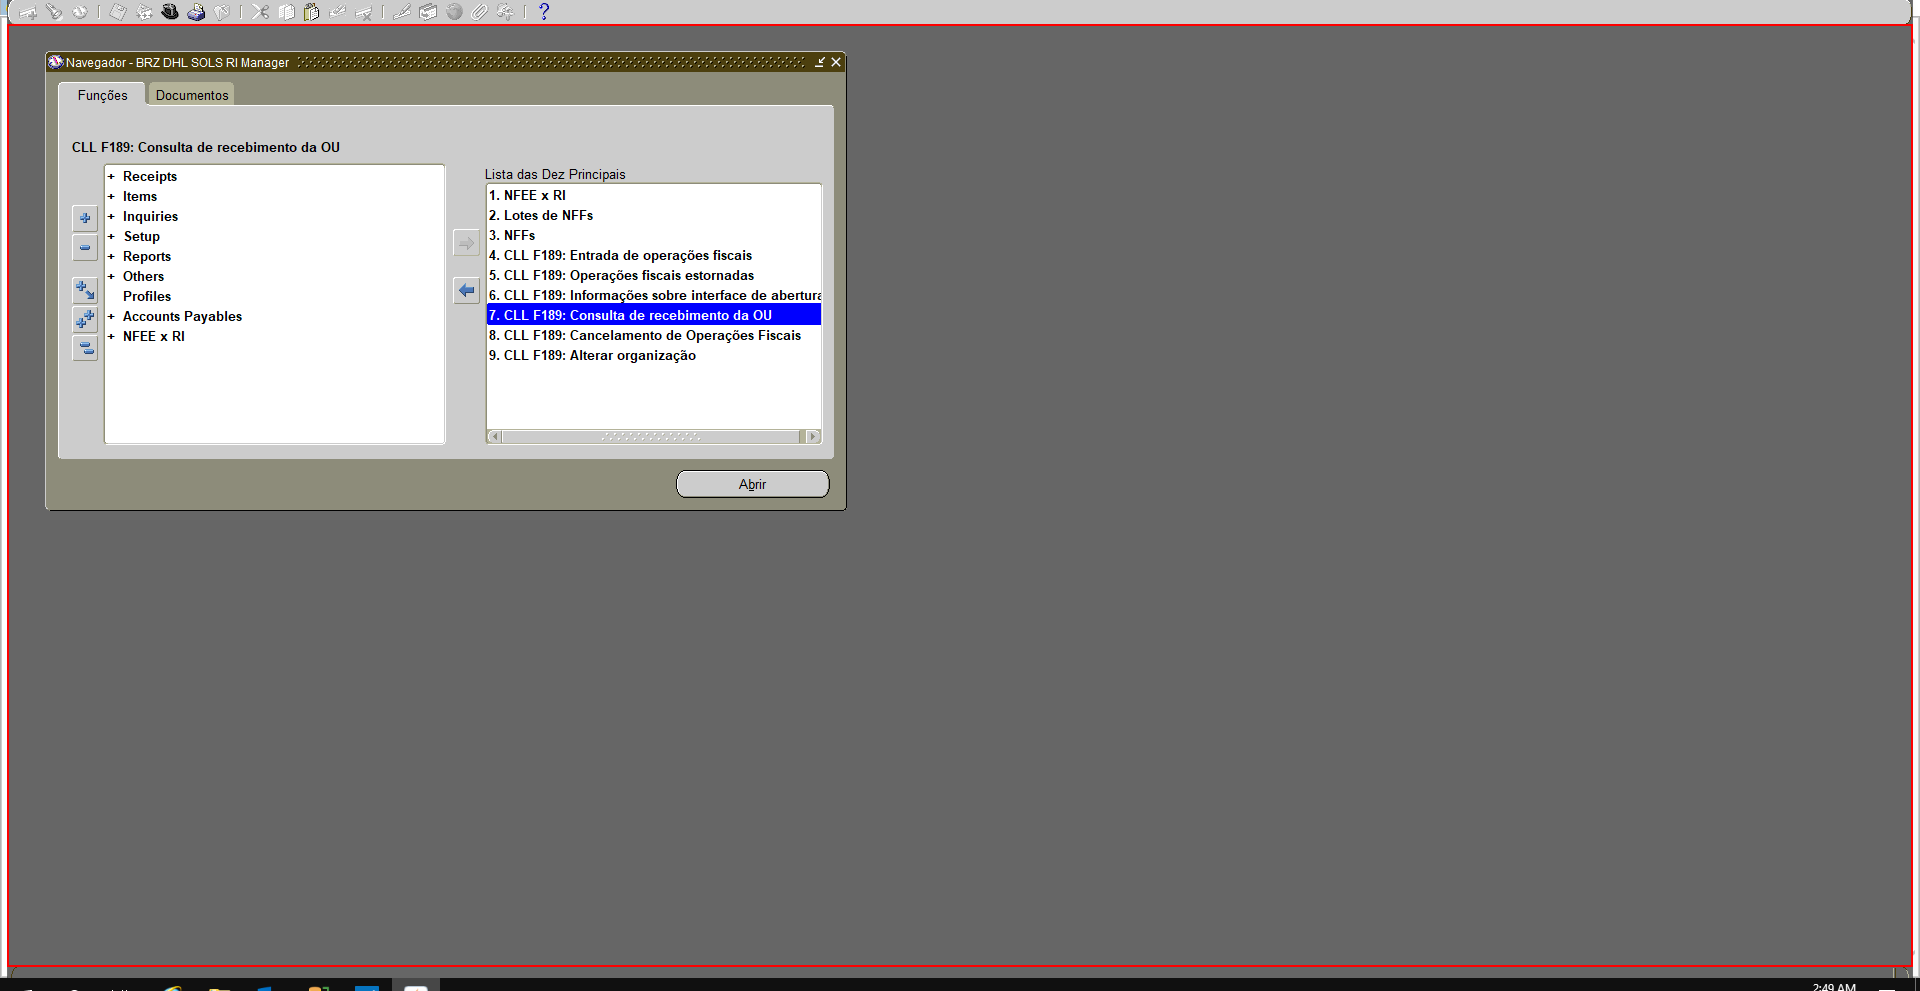 Navegador - BRZ DHL SOLS RI Manager
Funções
Documentos
CLL F189: Consulta de recebimento da OU
+ Receipts
+ Items
+ Inquiries
+ Setup
+ Reports
+ Others
Profiles
+ Accounts Payables
+ NFEE x RI
Lista das Dez Principais
1. NFEE x RI
2. Lotes de NFFs
3. NFFs
4. CLL F189: Entrada de operações fiscais
5. CLL F189: Operações fiscais estornadas
6. CLL F189: Informações sobre interface de abertura
7. CLL F189: Consulta de recebimento da OU
8. CLL F189: Cancelamento de Operações Fiscais
9. CLL F189: Alterar organização
Abrir
2:49 AM